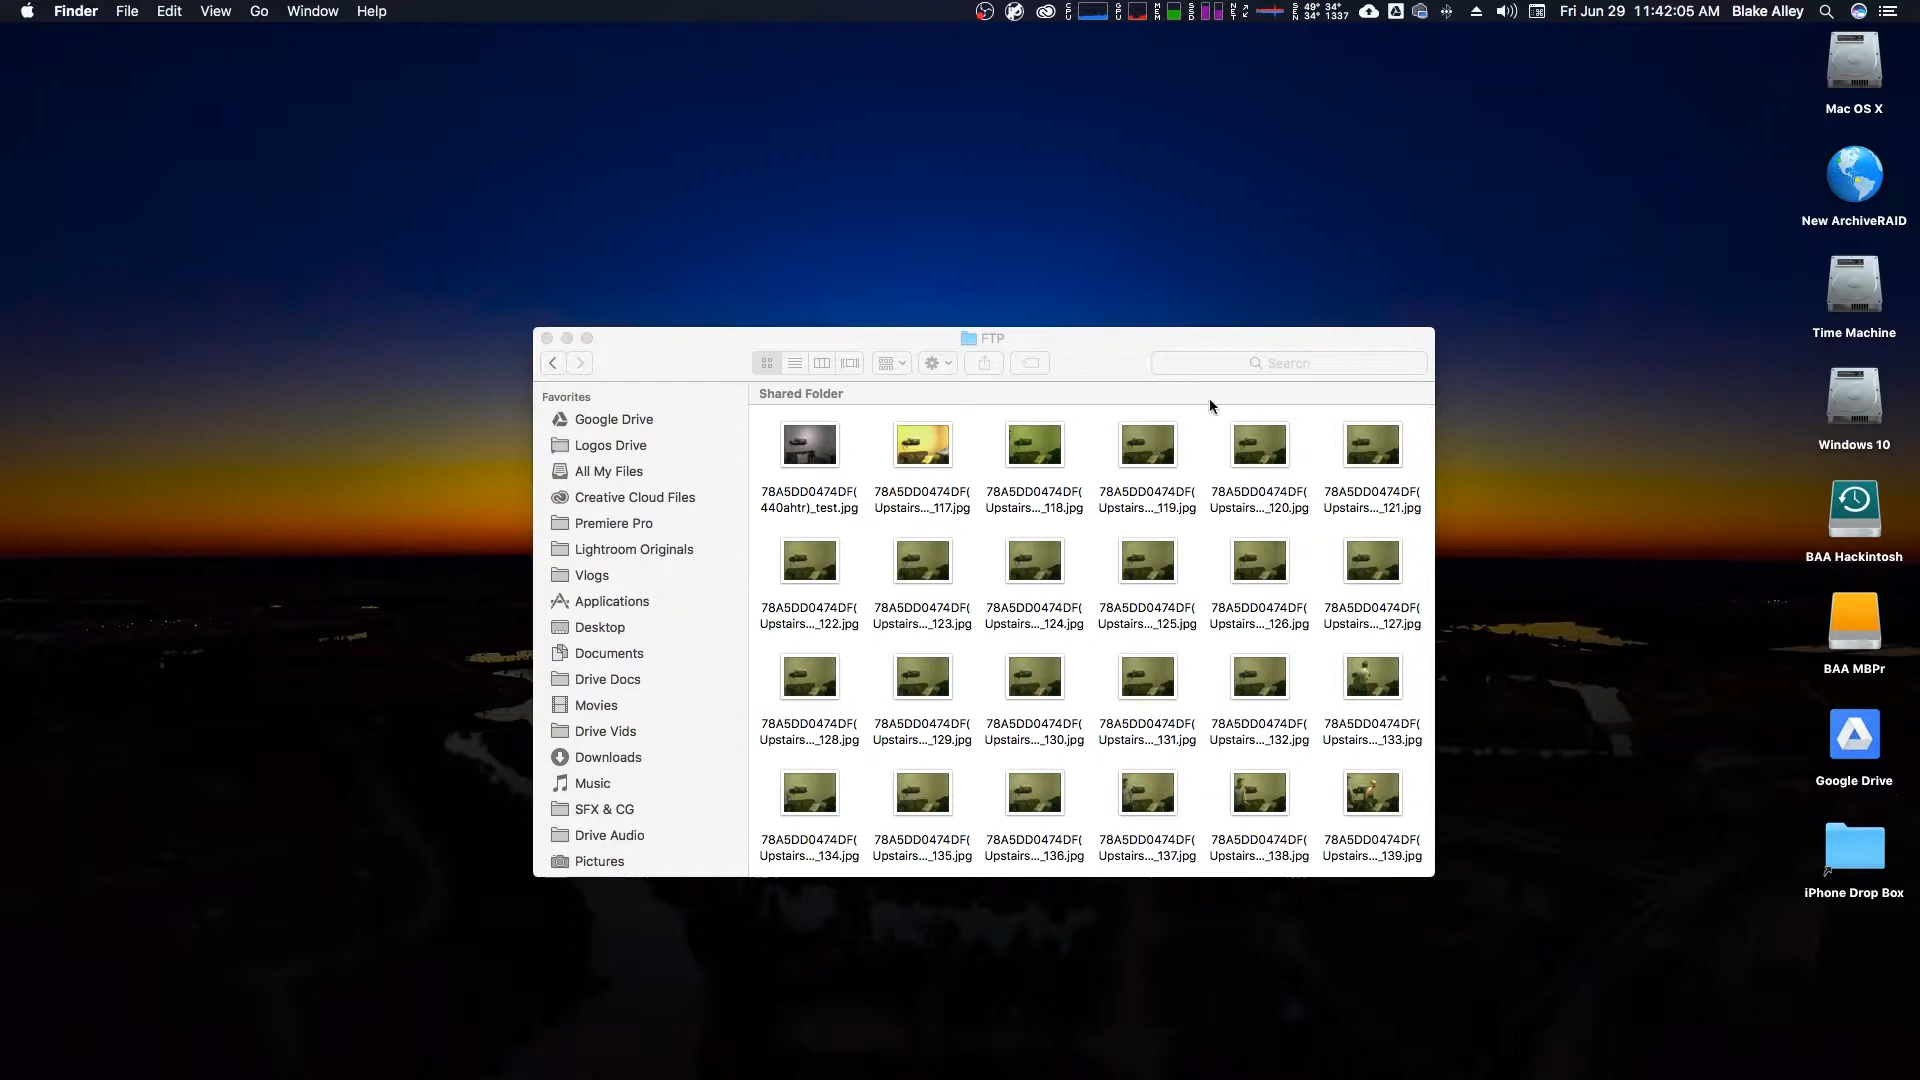 Finder File Edit View Go Window Help
49° 34°
34° 1337
Fri Jun 29 11:42:05 AM Blake Alley
Mac OS X
New ArchiveRAID
Time Machine
Windows 10
BAA Hackintosh
BAA MBPr
Google Drive
iPhone Drop Box
FTP
Search
Favorites
Google Drive
Logos Drive
All My Files
Creative Cloud Files
Premiere Pro
Lightroom Originals
Vlogs
Applications
Desktop
Documents
Drive Docs
Movies
Drive Vids
Downloads
Music
SFX & CG
Drive Audio
Pictures
Shared Folder
78A5DD0474DF( 78A5DD0474DF( 78A5DD0474DF( 78A5DD0474DF( 78A5DD0474DF( 78A5DD0474DF(
440ahtr)_test.jpg Upstairs..._117.jpg Upstairs..._118.jpg Upstairs..._119.jpg Upstairs..._120.jpg Upstairs..._121.jpg
78A5DD0474DF( 78A5DD0474DF( 78A5DD0474DF( 78A5DD0474DF( 78A5DD0474DF( 78A5DD0474DF(
Upstairs..._122.jpg Upstairs..._123.jpg Upstairs..._124.jpg Upstairs..._125.jpg Upstairs..._126.jpg Upstairs..._127.jpg
78A5DD0474DF( 78A5DD0474DF( 78A5DD0474DF( 78A5DD0474DF( 78A5DD0474DF( 78A5DD0474DF(
Upstairs..._128.jpg Upstairs..._129.jpg Upstairs..._130.jpg Upstairs..._131.jpg Upstairs..._132.jpg Upstairs..._133.jpg
78A5DD0474DF( 78A5DD0474DF( 78A5DD0474DF( 78A5DD0474DF( 78A5DD0474DF( 78A5DD0474DF(
Upstairs..._134.jpg Upstairs..._135.jpg Upstairs..._136.jpg Upstairs..._137.jpg Upstairs..._138.jpg Upstairs..._139.jpg